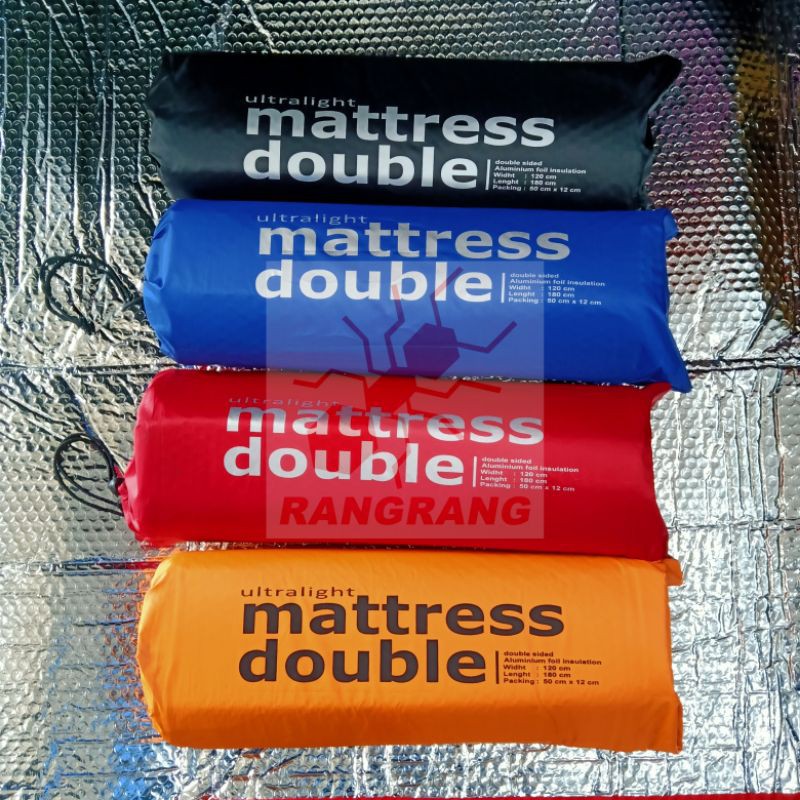 ultralight
mattress
double
double sided
Aluminium foil insulation
Widht : 120 cm
Lenght : 180 cm
Packing : 50 cm x 12 cm
ultralight
mattress
double
double sided
Aluminium foil insulation
Widht : 120 cm
Lenght : 180 cm
Packing : 50 cm x 12 cm
ultralight
mattress
double
double sided
Aluminium foil insulation
Widht : 120 cm
Lenght : 180 cm
Packing : 50 cm x 12 cm
RANGRANG
ultralight
mattress
double
double sided
Aluminium foil insulation
Widht : 120 cm
Lenght : 180 cm
Packing : 50 cm x 12 cm